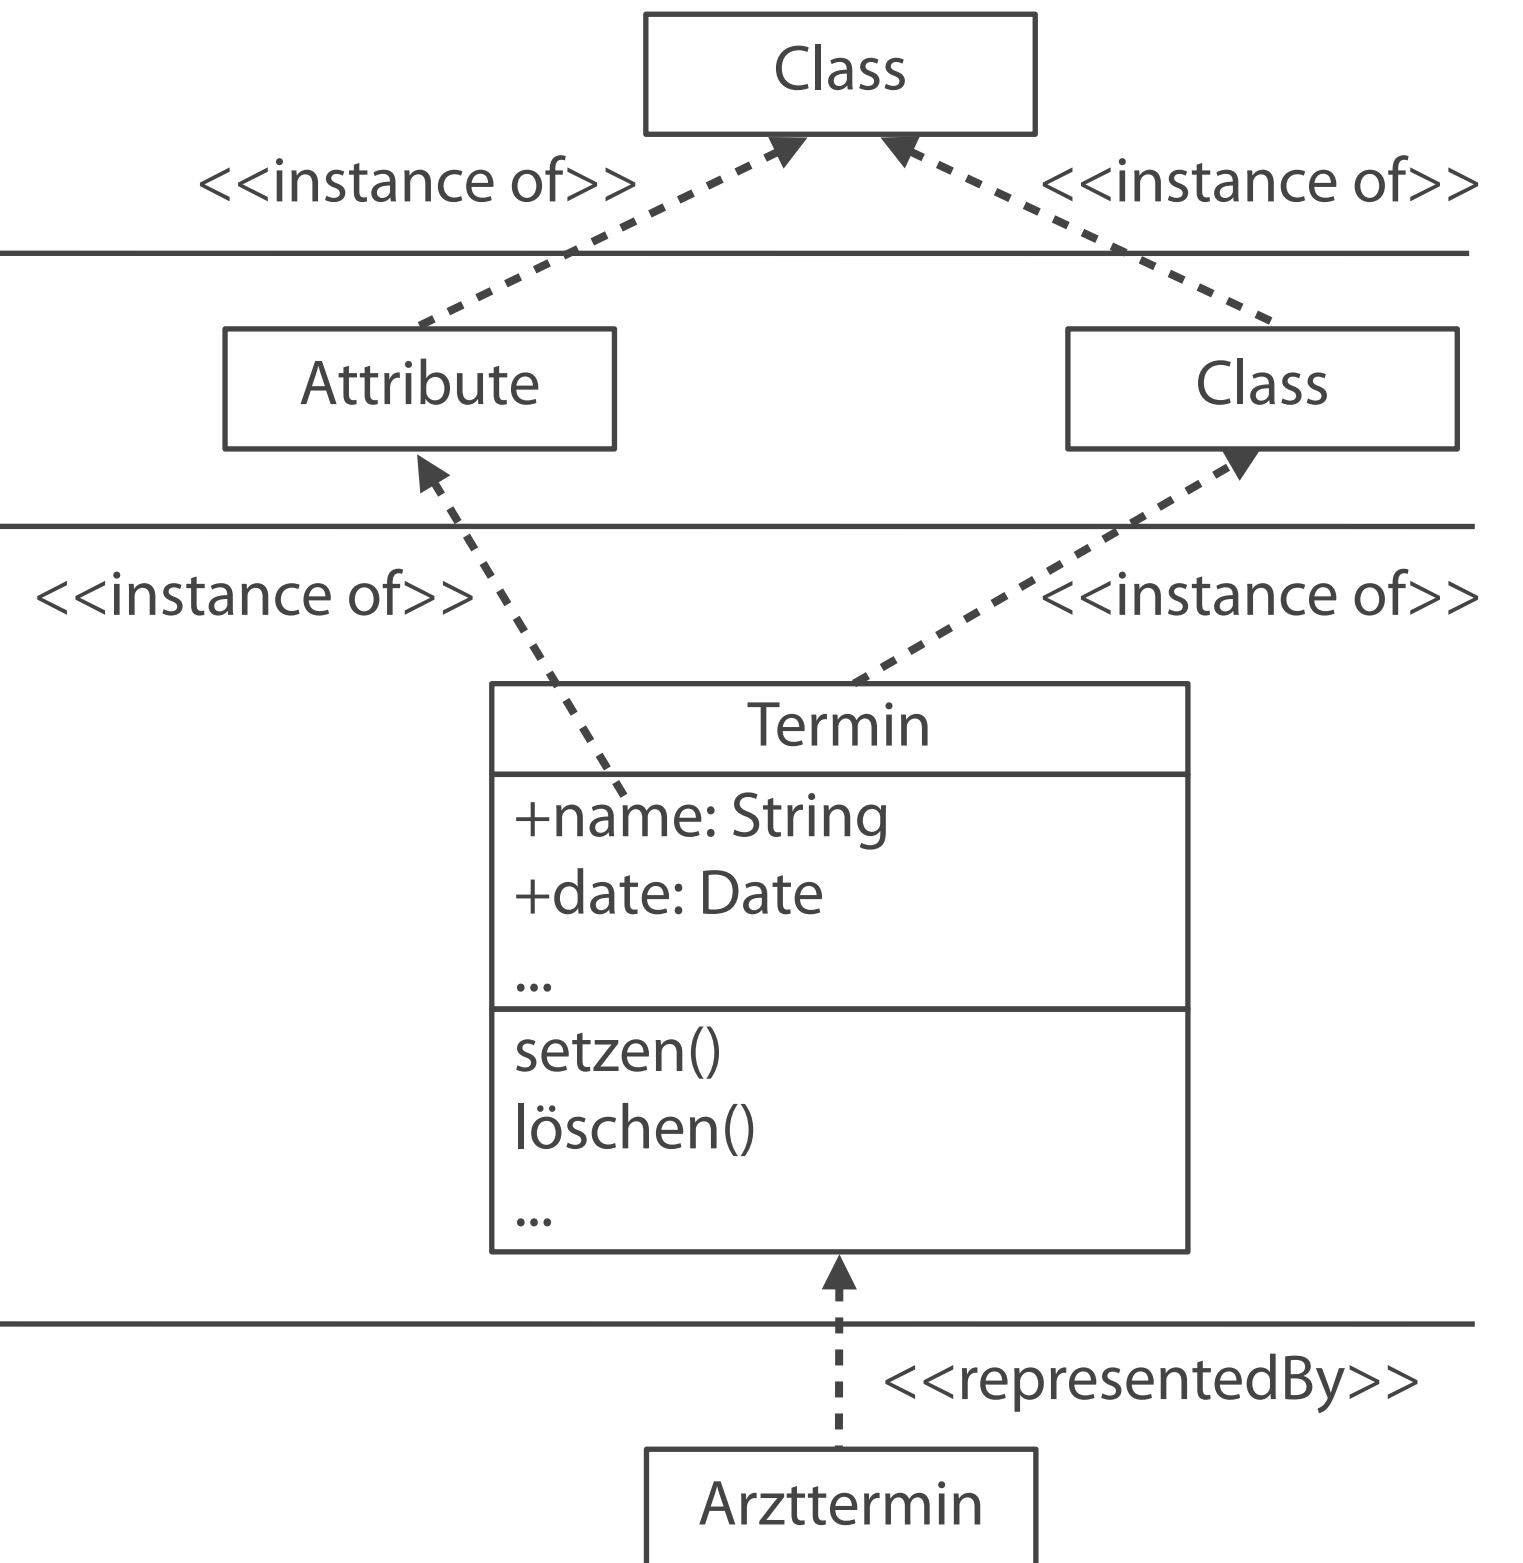 Class
<<instance of>>
<<instance of>>
Attribute
Class
<<instance of>>
<<instance of>>
Termin
+name: String
+date: Date
...
setzen()
löschen()
...
<<representedBy>>
Arzttermin